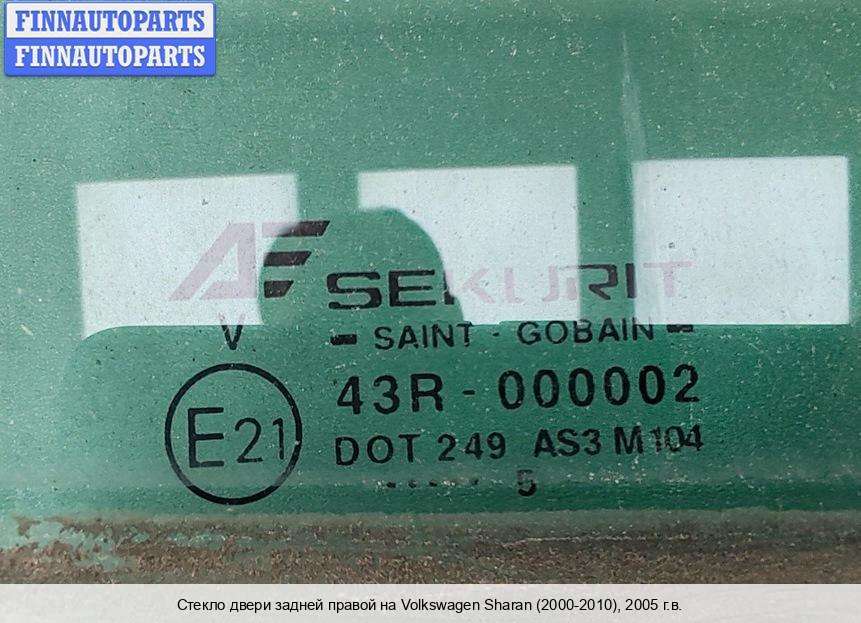 FINNAUTOPARTS
FINNAUTOPARTS
SEKURIT
V
SAINT - GOBAIN
43R - 000002
E21
DOT 249 AS3 M104
..... 5
Стекло двери задней правой на Volkswagen Sharan (2000-2010), 2005 г.в.